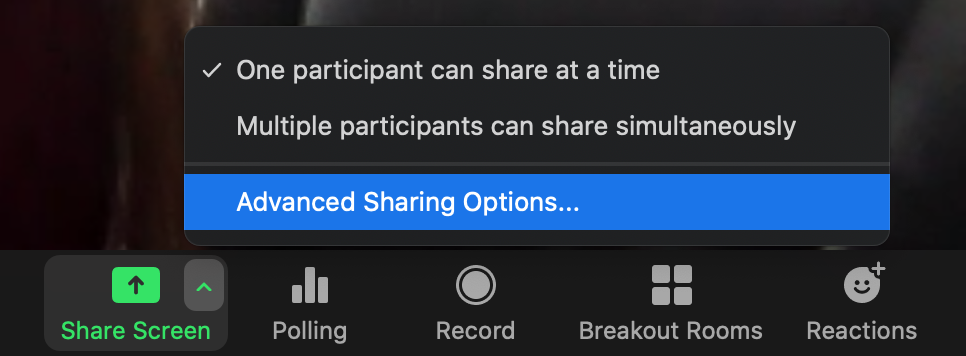 One participant can share at a time
Multiple participants can share simultaneously
Advanced Sharing Options...
Share Screen
Polling
Record
Breakout Rooms
Reactions